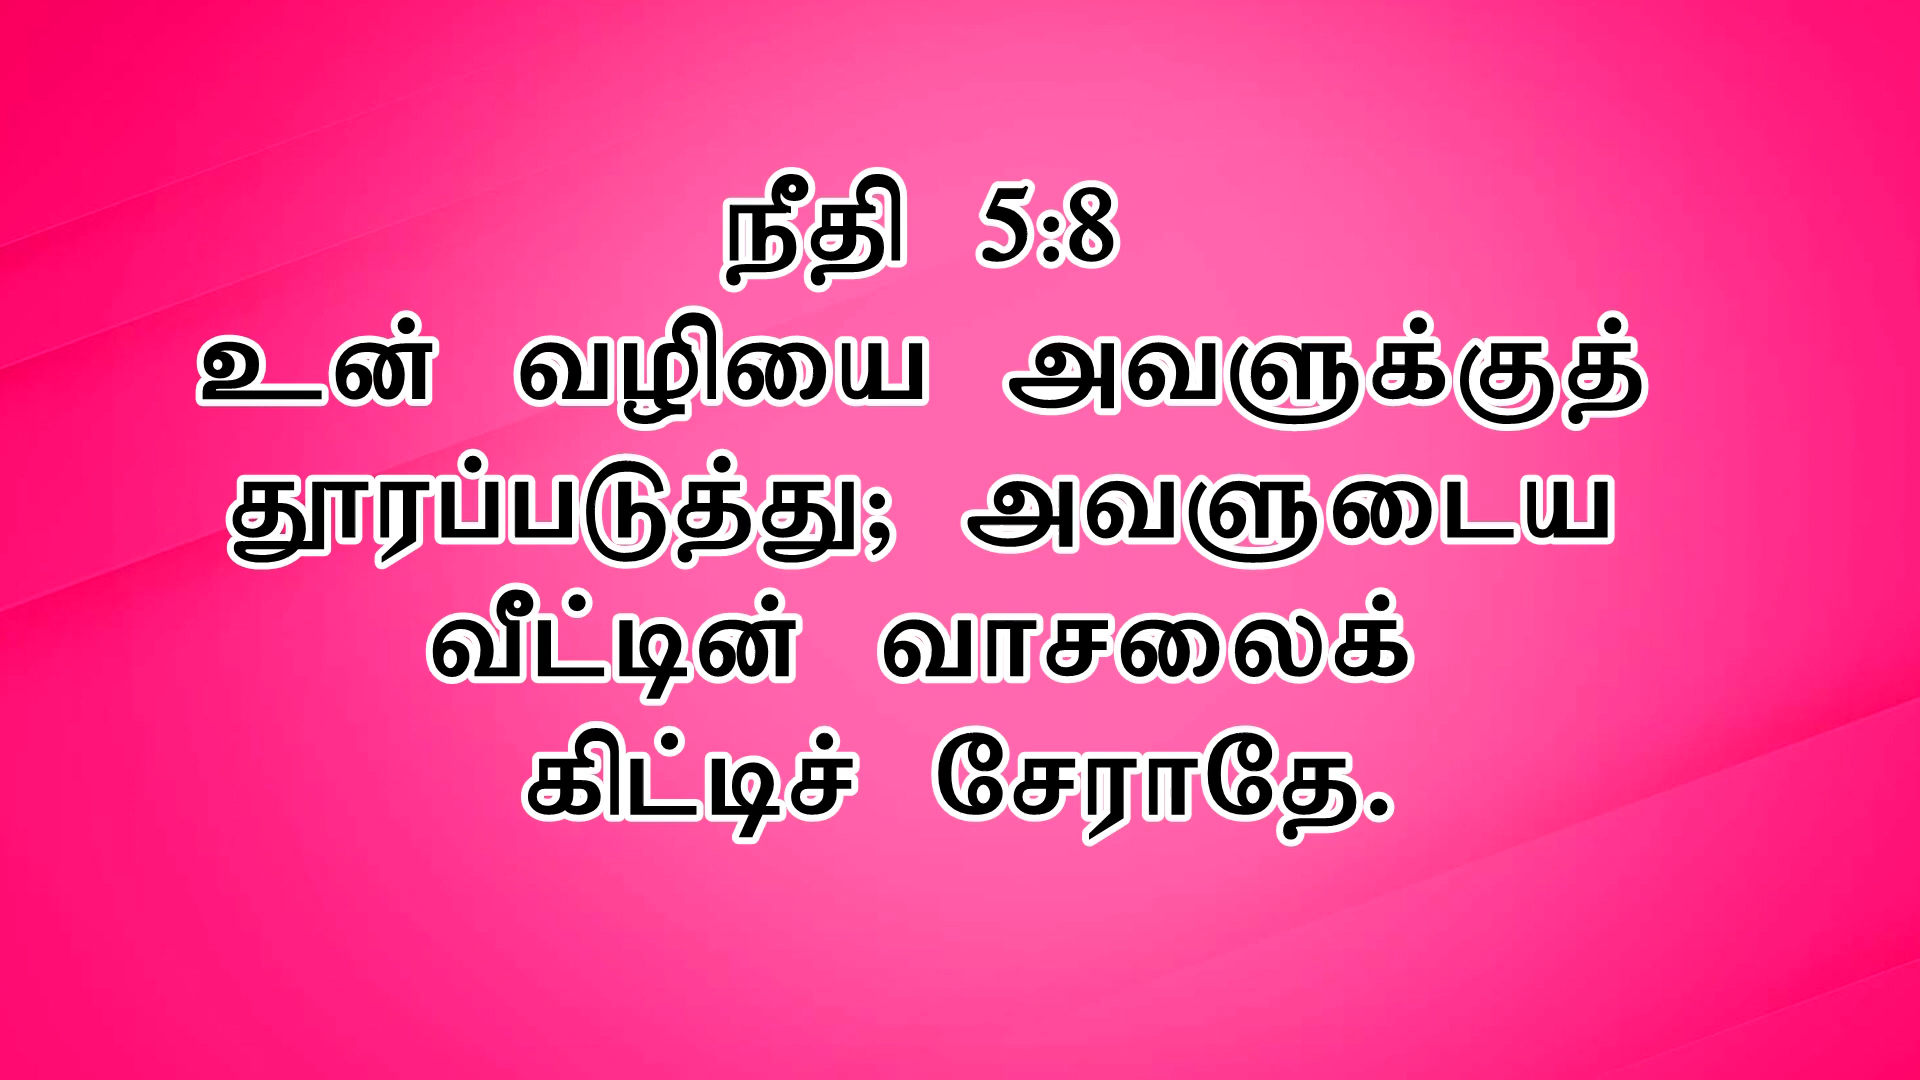 நீதி 5:8
உன் வழியை அவளுக்குத்
தூரப்படுத்து; அவளுடைய
வீட்டின் வாசலைக்
கிட்டிச் சேராதே.